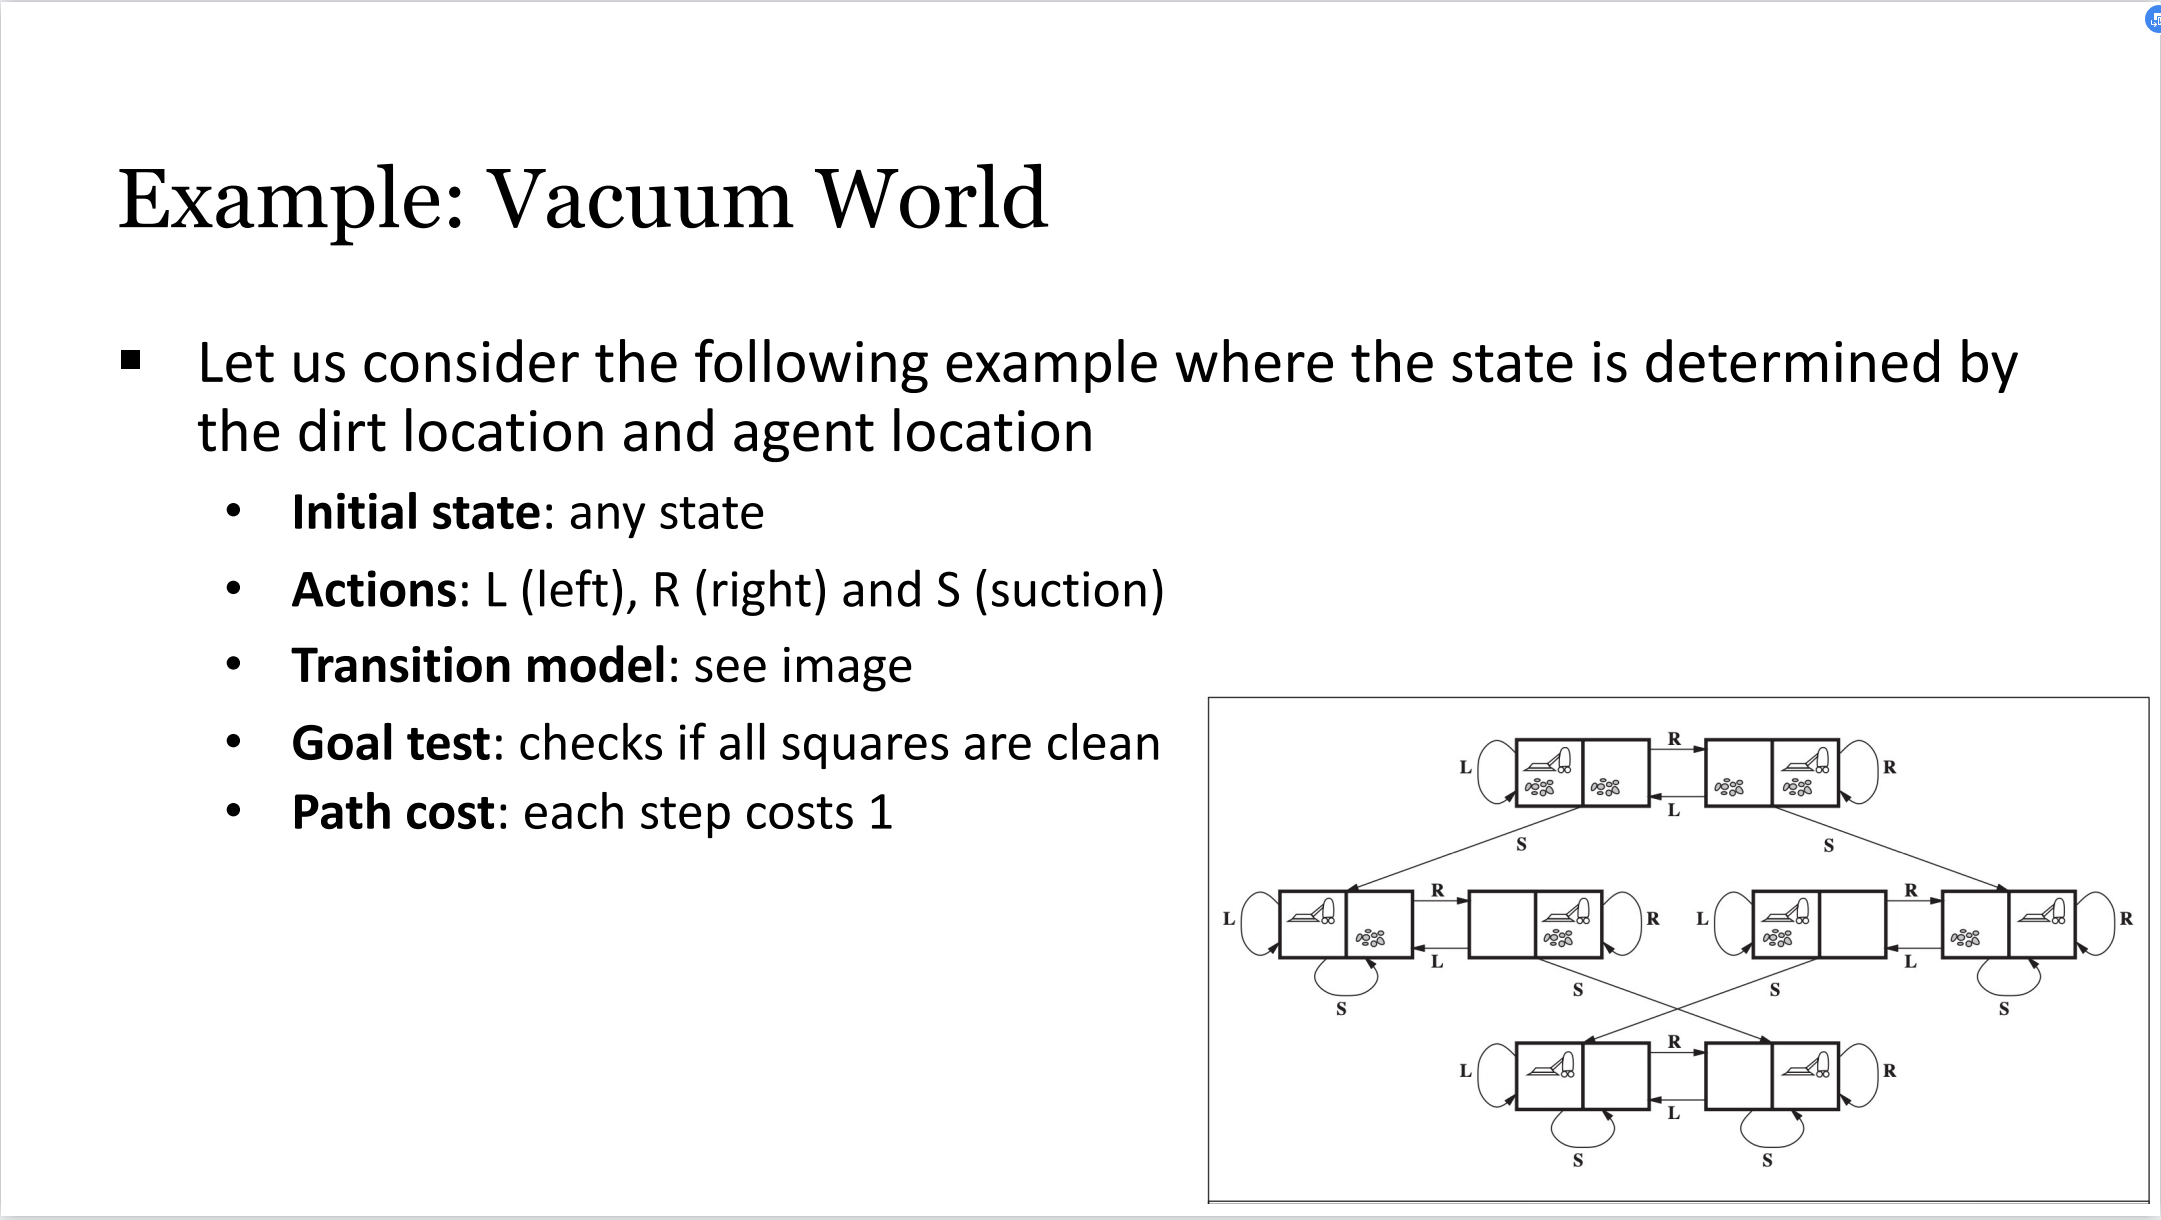 Example: Vacuum World
▪ Let us consider the following example where the state is determined by
the dirt location and agent location
• Initial state: any state
• Actions: L (left), R (right) and S (suction)
• Transition model: see image
• Goal test: checks if all squares are clean
• Path cost: each step costs 1
R
L R
L
S S
R R
L R L R
L L
S S S S
R
L R
L
S S